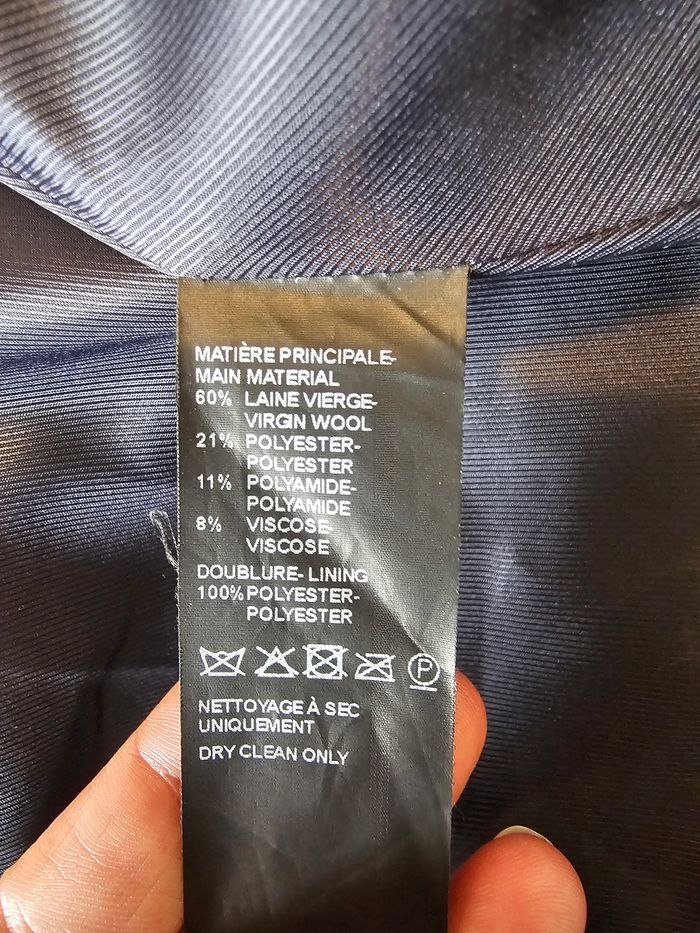 MATIÈRE PRINCIPALE-
MAIN MATERIAL
60% LAINE VIERGE-
VIRGIN WOOL
21% POLYESTER-
POLYESTER
11% POLYAMIDE-
POLYAMIDE
8% VISCOSE-
VISCOSE
DOUBLURE- LINING
100% POLYESTER-
POLYESTER
P
NETTOYAGE À SEC
UNIQUEMENT
DRY CLEAN ONLY